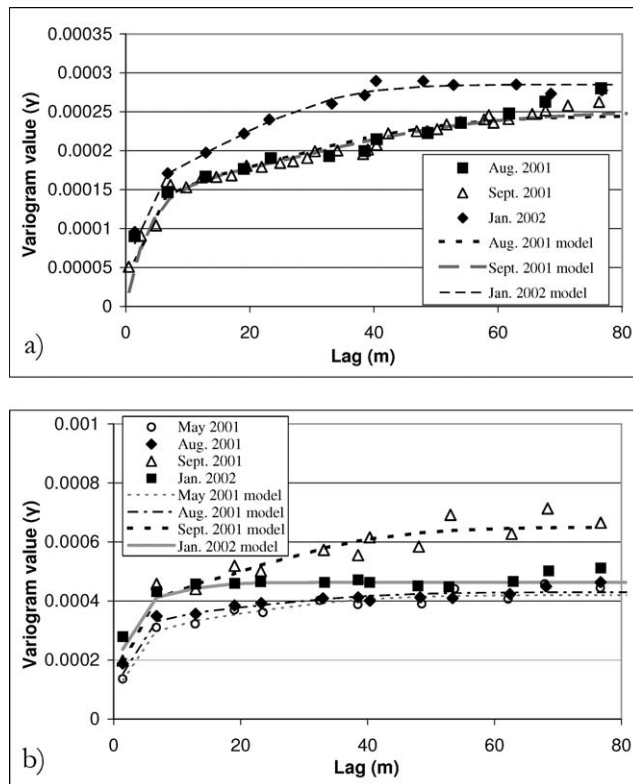 0.00035
0.0003
0.00025
0.0002
0.00015
0.0001
0.00005
0
Variogram value (γ)
Aug. 2001
Sept. 2001
Jan. 2002
Aug. 2001 model
Sept. 2001 model
Jan. 2002 model
0 20 40 60 80
Lag (m)
a)
0.001
0.0008
0.0006
0.0004
0.0002
0
Variogram value (γ)
May 2001
Aug. 2001
Sept. 2001
Jan. 2002
May 2001 model
Aug. 2001 model
Sept. 2001 model
Jan. 2002 model
0 20 40 60 80
Lag (m)
b)